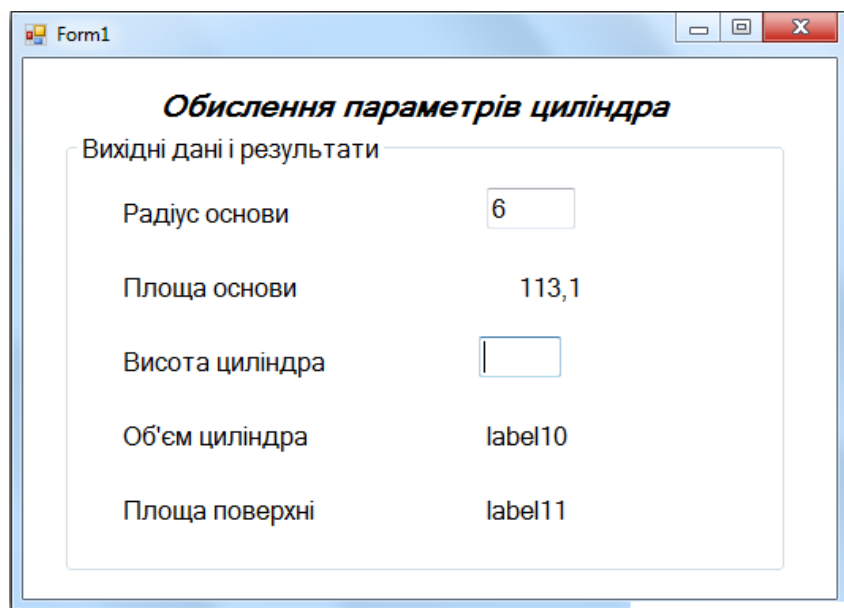 Form1
Обислення параметрів циліндра
Вихідні дані і результати
Радіус основи 6
Площа основи 113,1
Висота циліндра
Об'єм циліндра label10
Площа поверхні label11